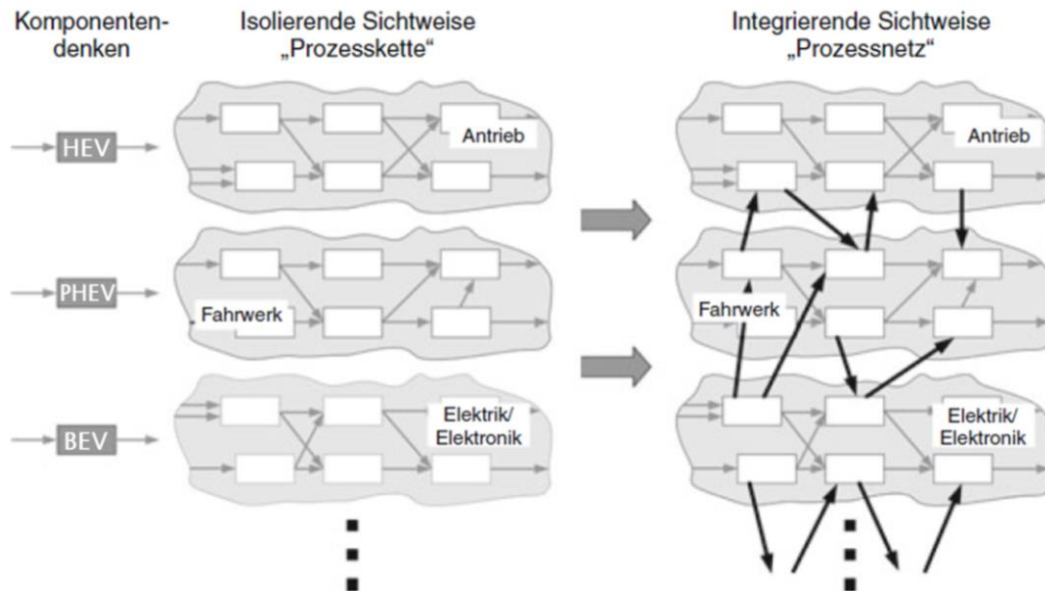 Komponenten-
denken
Isolierende Sichtweise
„Prozesskette“
Integrierende Sichtweise
„Prozessnetz“
HEV
Antrieb
Antrieb
PHEV
Fahrwerk
Fahrwerk
BEV
Elektrik/
Elektronik
Elektrik/
Elektronik